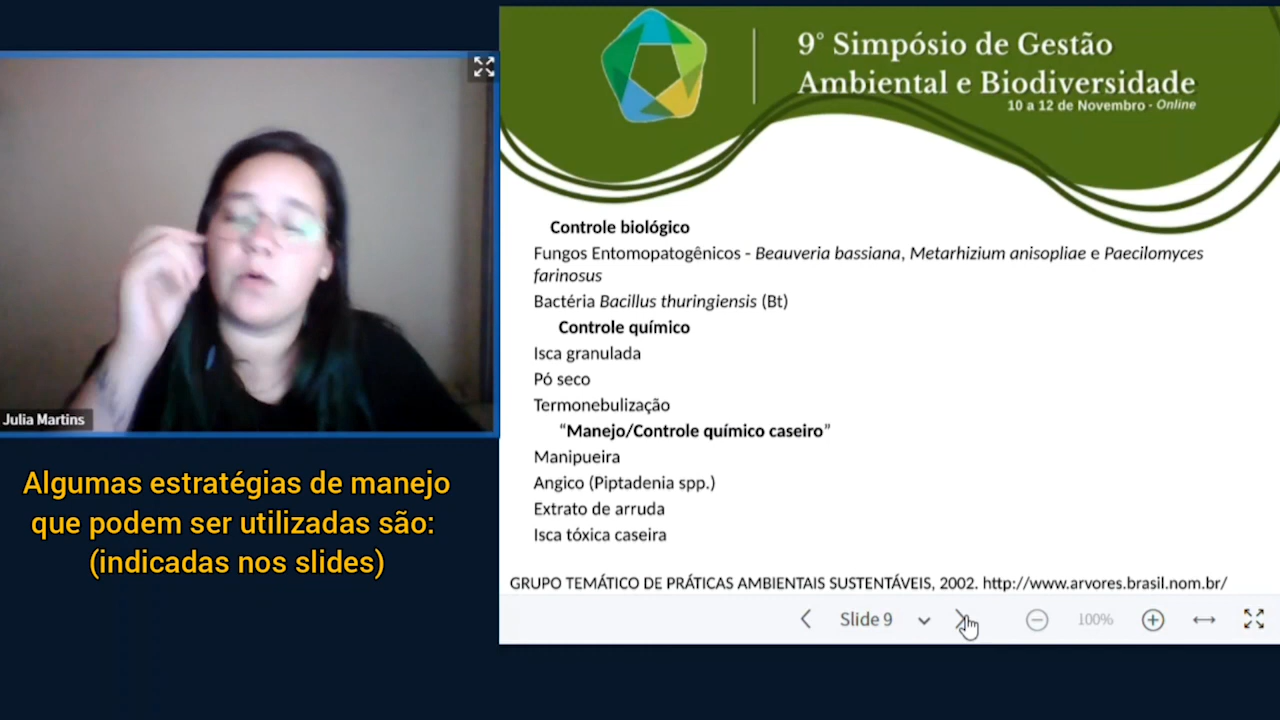 9° Simpósio de Gestão
Ambiental e Biodiversidade
10 a 12 de Novembro - Online
Controle biológico
Fungos Entomopatogênicos - Beauveria bassiana, Metarhizium anisopliae e Paecilomyces
farinosus
Bactéria Bacillus thuringiensis (Bt)
Controle químico
Isca granulada
Pó seco
Termonebulização
“Manejo/Controle químico caseiro”
Manipueira
Angico (Piptadenia spp.)
Extrato de arruda
Isca tóxica caseira
GRUPO TEMÁTICO DE PRÁTICAS AMBIENTAIS SUSTENTÁVEIS, 2002. http://www.arvores.brasil.nom.br/
Slide 9
100%
Julia Martins
Algumas estratégias de manejo
que podem ser utilizadas são:
(indicadas nos slides)